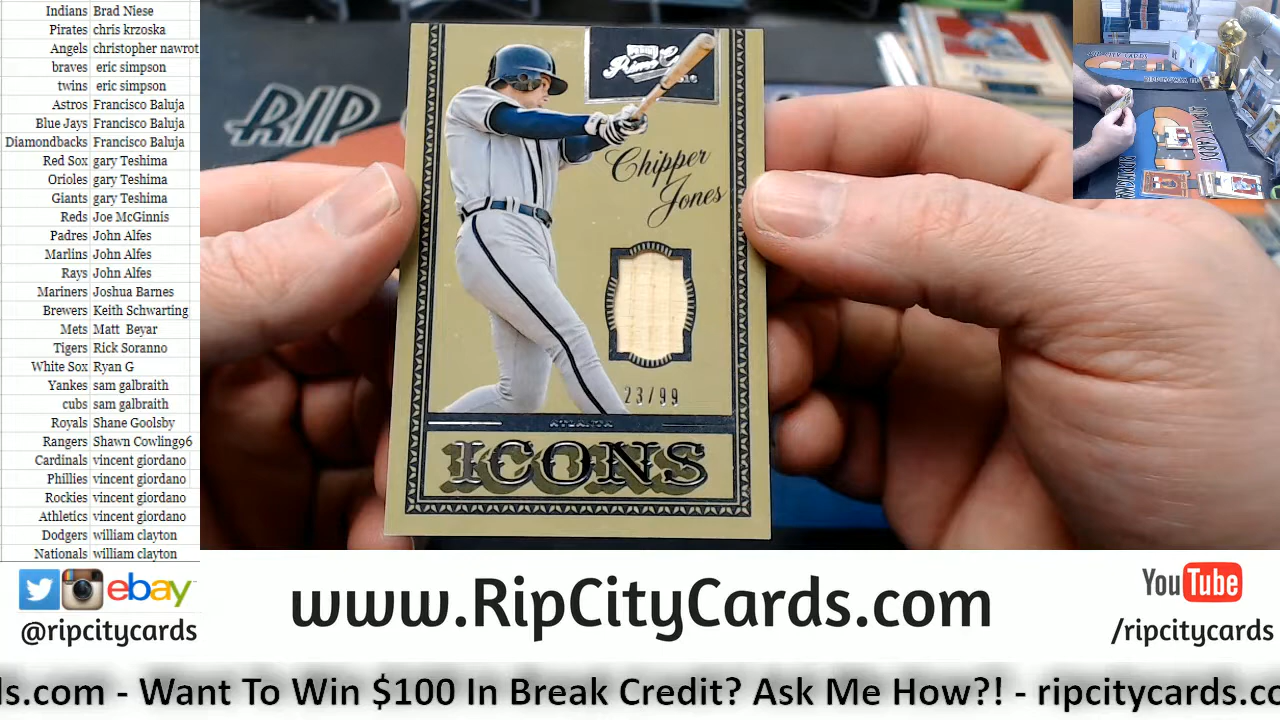 Indians Brad Niese
Pirates chris krzoska
Angels christopher nawrot
braves eric simpson
twins eric simpson
Astros Francisco Baluja
Blue Jays Francisco Baluja
Diamondbacks Francisco Baluja
Red Sox gary Teshima
Orioles gary Teshima
Giants gary Teshima
Reds Joe McGinnis
Padres John Alfes
Marlins John Alfes
Rays John Alfes
Mariners Joshua Barnes
Brewers Keith Schwarting
Mets Matt Beyar
Tigers Rick Soranno
White Sox Ryan G
Yankes sam galbraith
cubs sam galbraith
Royals Shane Goolsby
Rangers Shawn Cowling96
Cardinals vincent giordano
Phillies vincent giordano
Rockies vincent giordano
Athletics vincent giordano
Dodgers william clayton
Nationals william clayton
RIP
Chipper
Jones
23/99
ATLANTA
ICONS
ebay
@ripcitycards
www.RipCityCards.com
YouTube
/ripcitycards
ds.com - Want To Win $100 In Break Credit? Ask Me How?! - ripcitycards.co